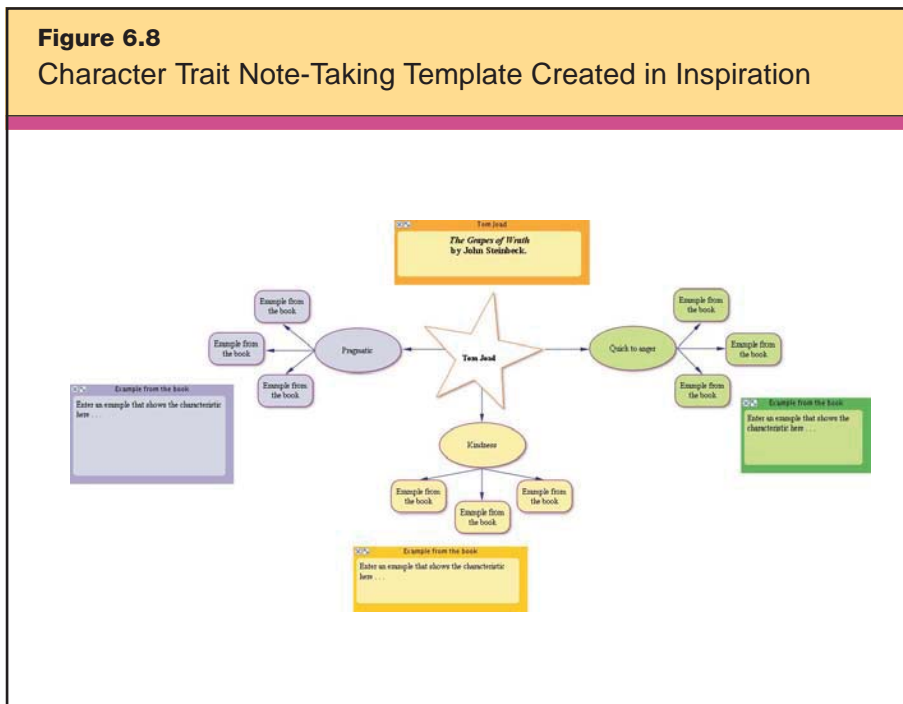 Figure 6.8
Character Trait Note-Taking Template Created in Inspiration
Tom Joad
The Grapes of Wrath
by John Steinbeck.
Example from
the book
Example from
the book
Pragmatic
Example from
the book
Tom Joad
Quick to anger
Example from
the book
Example from
the book
Example from
the book
Example from the book
Enter an example that shows the characteristic
here . . .
Kindness
Example from
the book
Example from
the book
Example from
the book
Example from the book
Enter an example that shows the
characteristic here . . .
Example from the book
Enter an example that shows the characteristic
here . . .